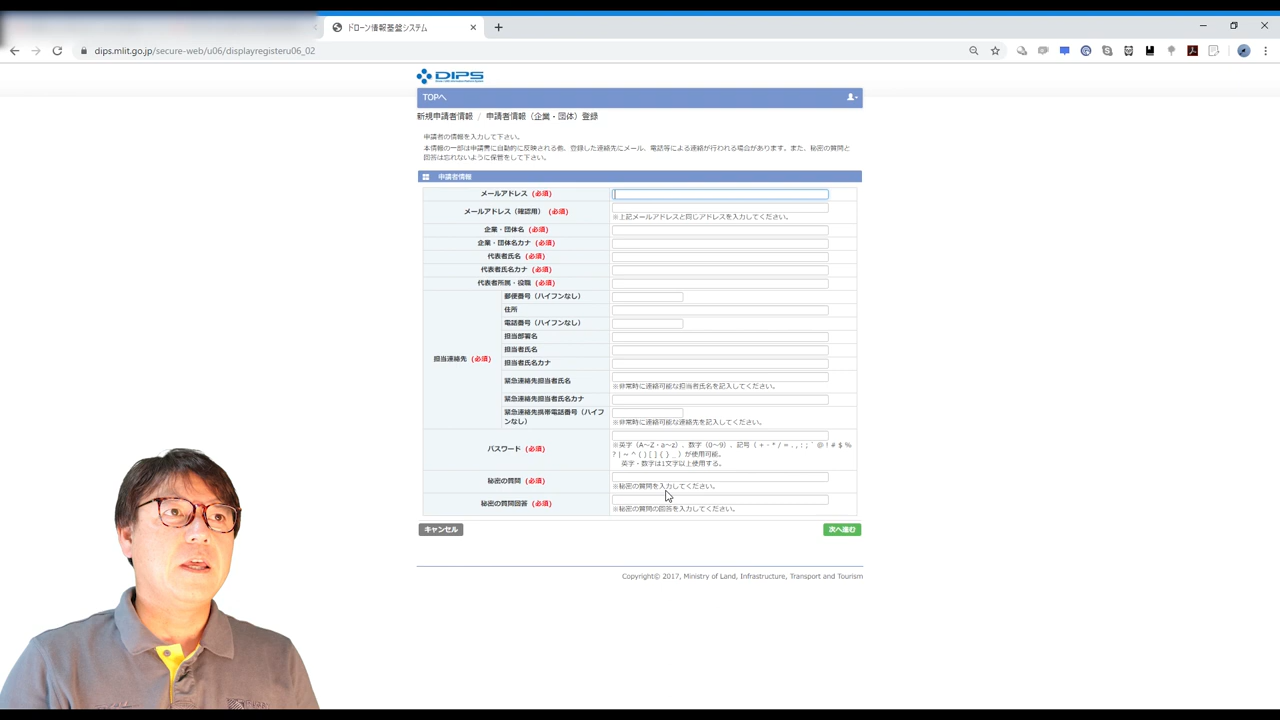 ドローン情報基盤システム
dips.mlit.go.jp/secure-web/u06/displayregisteru06_02
DIPS
TOPへ
新規申請者情報 / 申請者情報（企業・団体）登録
申請者の情報を入力して下さい。
本情報の一部は申請書に自動的に反映される他、登録した連絡先にメール、電話等による連絡が行われる場合があります。また、秘密の質問と
回答は忘れないように保管をして下さい。
申請者情報
メールアドレス (必須)
メールアドレス（確認用） (必須)
※上記メールアドレスと同じアドレスを入力してください。
企業・団体名 (必須)
企業・団体名カナ (必須)
代表者氏名 (必須)
代表者氏名カナ (必須)
代表者所属・役職 (必須)
担当連絡先 (必須)
郵便番号（ハイフンなし）
住所
電話番号（ハイフンなし）
担当部署名
担当者氏名
担当者氏名カナ
緊急連絡先担当者氏名
※非常時に連絡可能な担当者氏名を記入してください。
緊急連絡先担当者氏名カナ
緊急連絡先携帯電話番号（ハイフ
ンなし）
※非常時に連絡可能な連絡先を記入してください。
パスワード (必須)
※英字（A～Z・a～z）、数字（0～9）、記号（ + - * / = . , : ; ` @ ! # $ %
? | ~ ^ ( ) [ ] { } _ ）が使用可能。
英字・数字は1文字以上使用する。
秘密の質問 (必須)
※秘密の質問を入力してください。
秘密の質問回答 (必須)
※秘密の質問の回答を入力してください。
キャンセル
次へ進む
Copyright© 2017, Ministry of Land, Infrastructure, Transport and Tourism